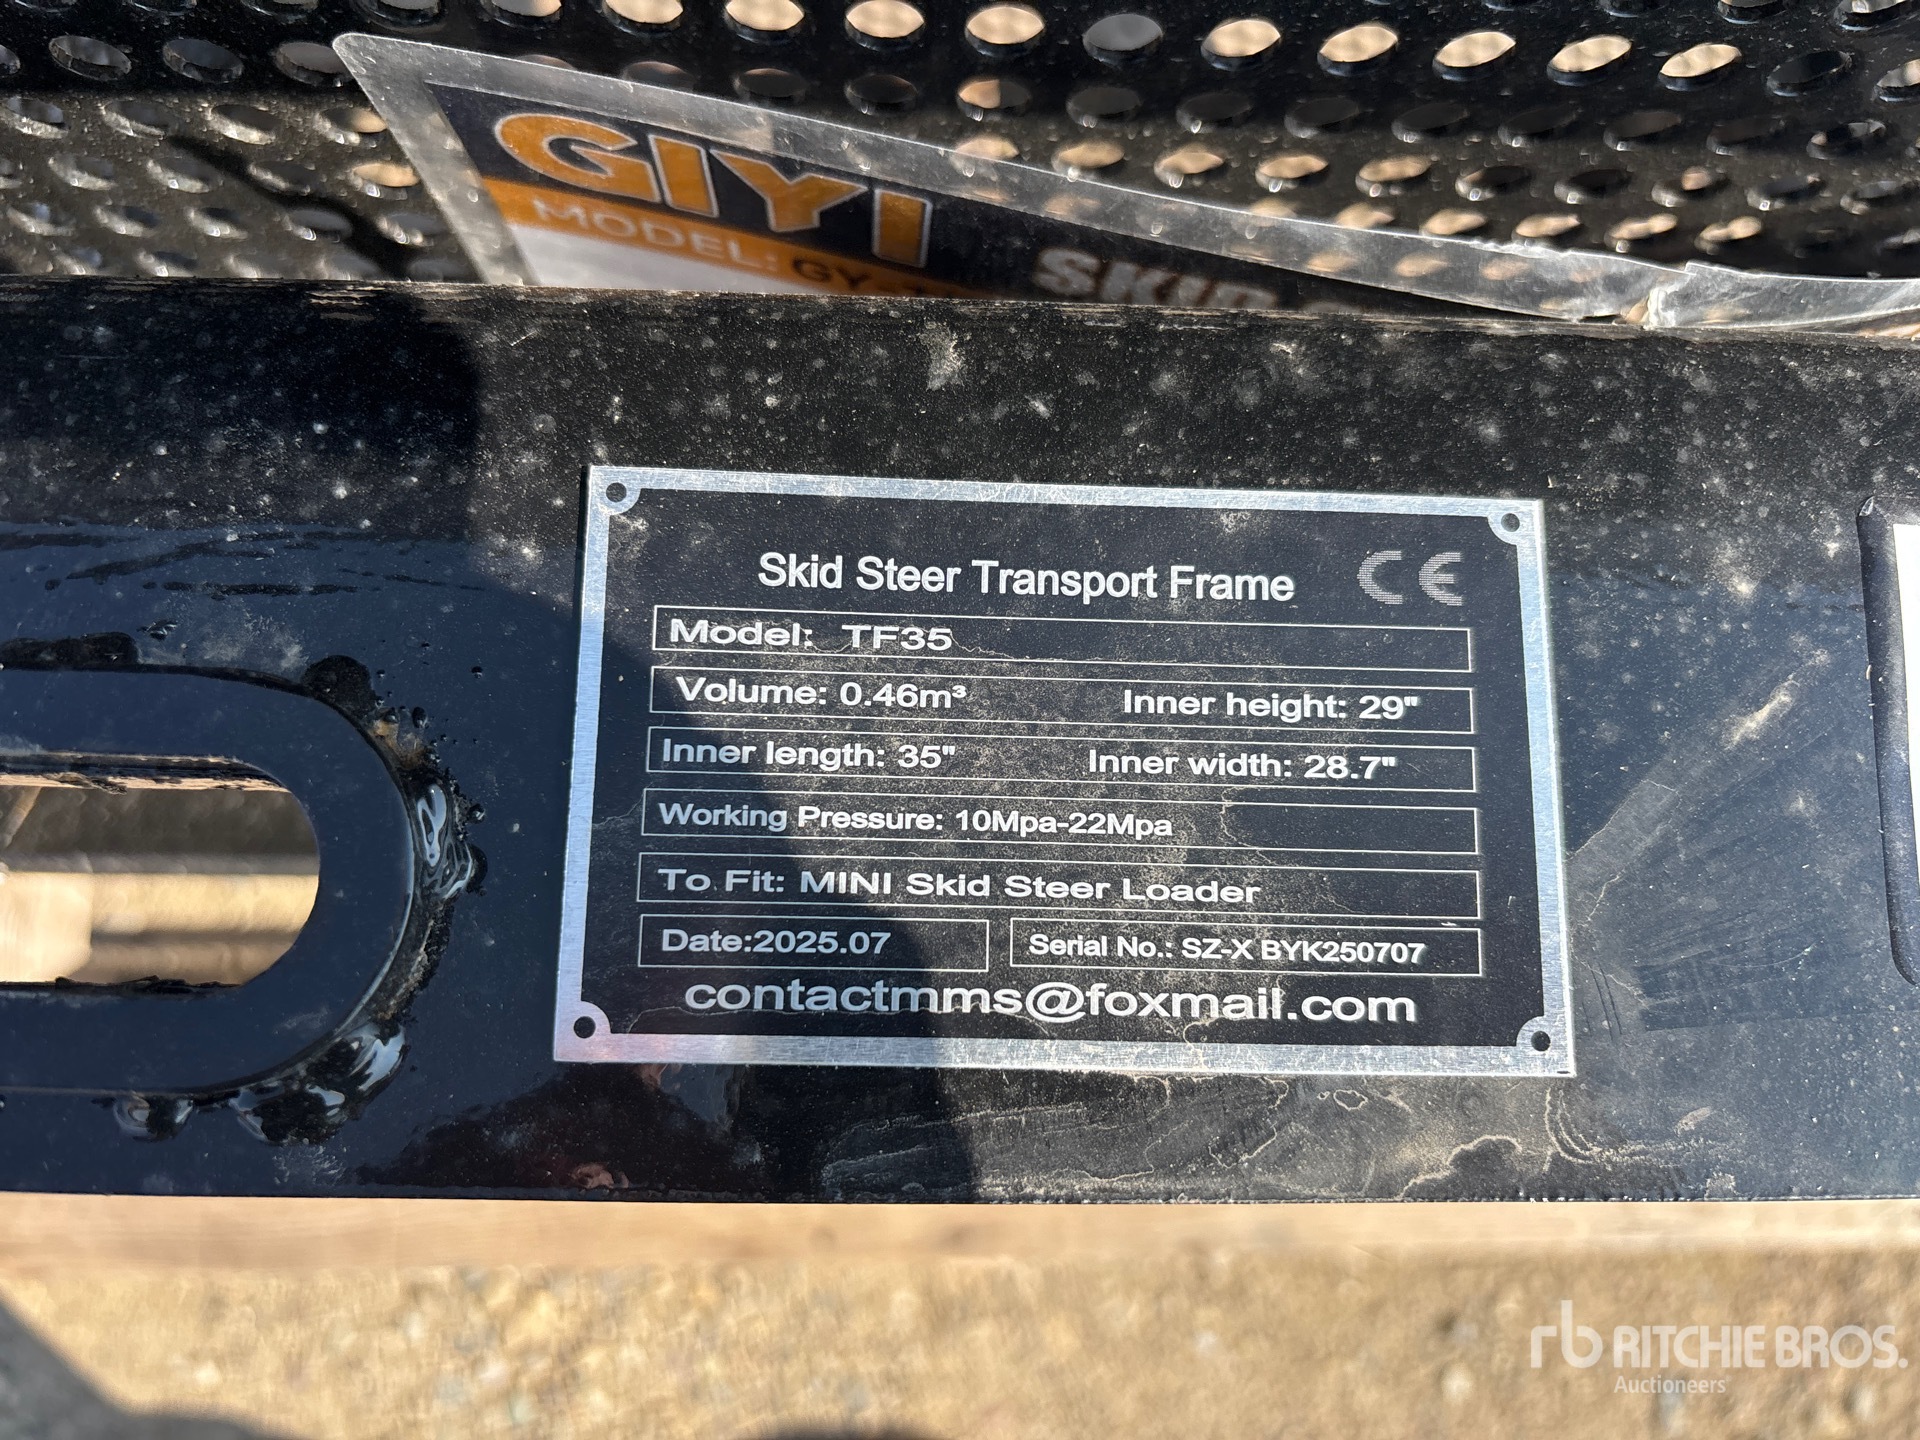 GIYI
MODEL: GY
Skid Steer Transport Frame CE
Model: TF35
Volume: 0.46m³ Inner height: 29"
Inner length: 35" Inner width: 28.7"
Working Pressure: 10Mpa-22Mpa
To Fit: MINI Skid Steer Loader
Date:2025.07 Serial No.: SZ-X BYK250707
contactmms@foxmail.com
rb RITCHIE BROS.
Auctioneers